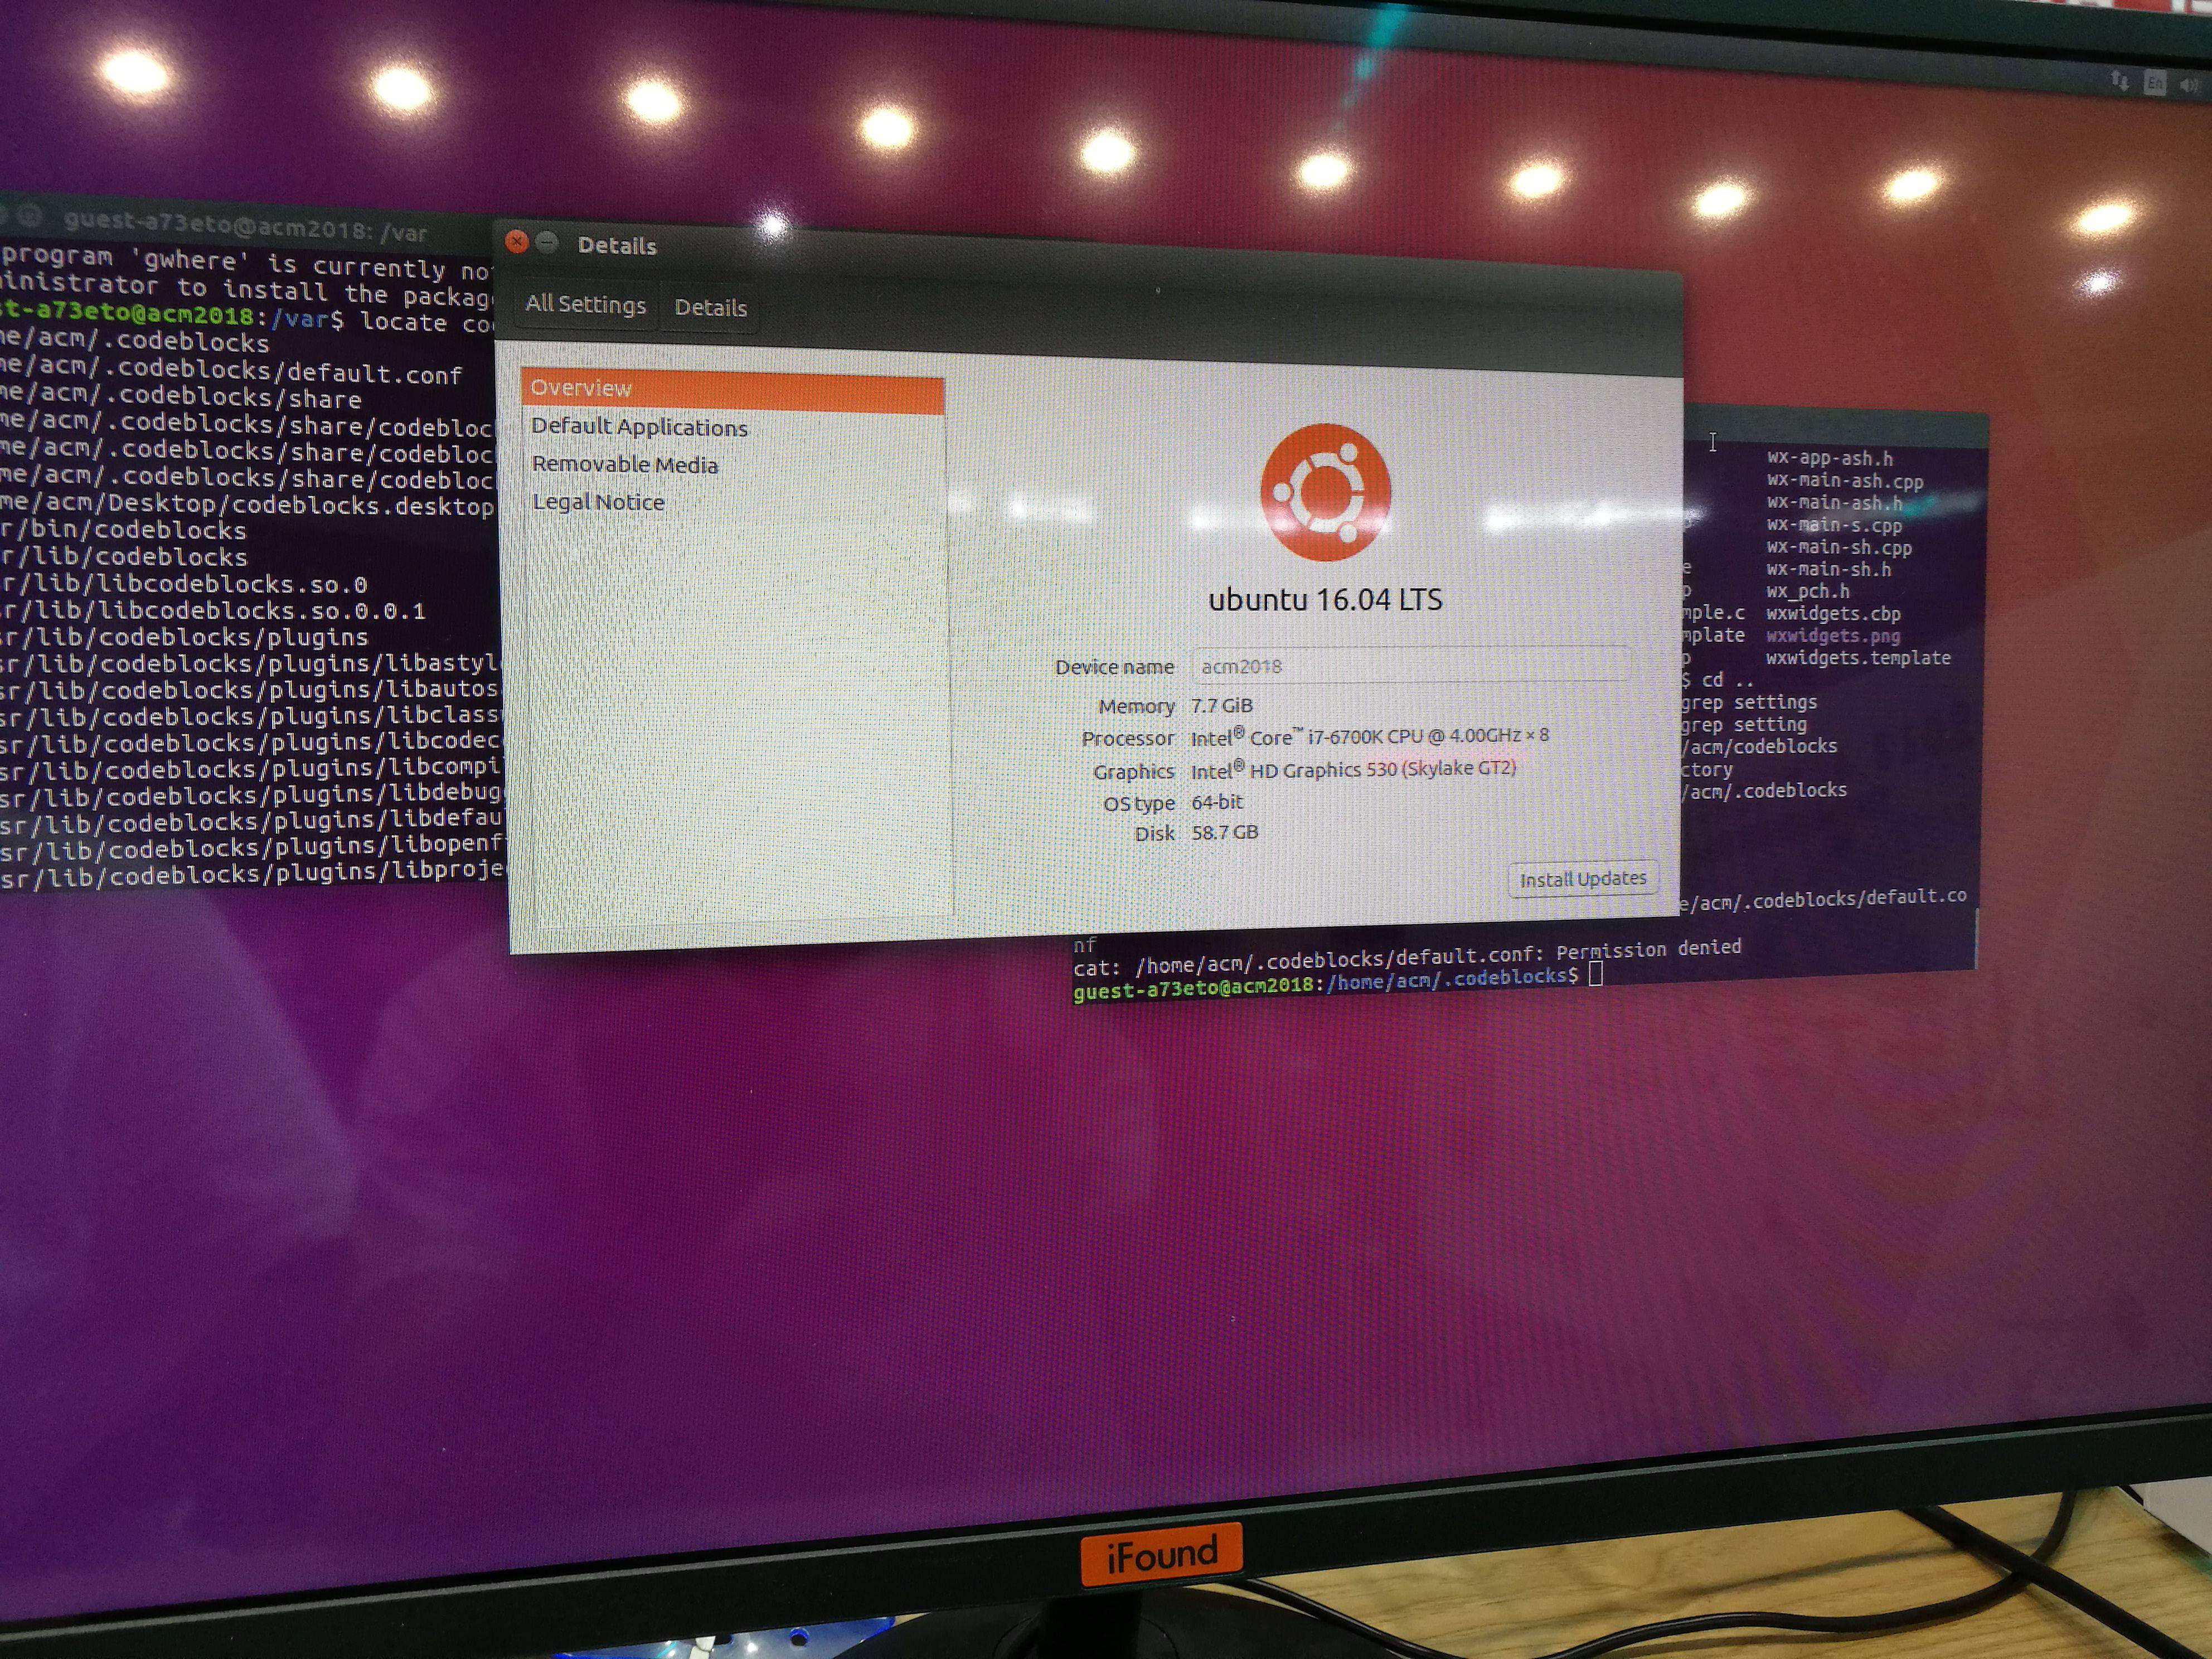 En
guest-a73eto@acm2018: /var
program 'gwhere' is currently no
inistrator to install the packag
st-a73eto@acm2018:/var$ locate co
me/acm/.codeblocks
me/acm/.codeblocks/default.conf
me/acm/.codeblocks/share
me/acm/.codeblocks/share/codebloc
me/acm/.codeblocks/share/codebloc
me/acm/.codeblocks/share/codebloc
me/acm/Desktop/codeblocks.desktop
r/bin/codeblocks
r/lib/codeblocks
r/lib/libcodeblocks.so.0
r/lib/libcodeblocks.so.0.0.1
sr/lib/codeblocks/plugins
sr/lib/codeblocks/plugins/libastyl
sr/lib/codeblocks/plugins/libautos
sr/lib/codeblocks/plugins/libclass
sr/lib/codeblocks/plugins/libcodec
sr/lib/codeblocks/plugins/libcompi
sr/lib/codeblocks/plugins/libdebug
sr/lib/codeblocks/plugins/libdefau
sr/lib/codeblocks/plugins/libopenf
sr/lib/codeblocks/plugins/libproje
Details
All Settings Details
Overview
Default Applications
Removable Media
Legal Notice
ubuntu 16.04 LTS
Device name acm2018
Memory 7.7 GiB
Processor Intel® Core™ i7-6700K CPU @ 4.00GHz × 8
Graphics Intel® HD Graphics 530 (Skylake GT2)
OS type 64-bit
Disk 58.7 GB
Install Updates
wx-app-ash.h
wx-main-ash.cpp
wx-main-ash.h
p wx-main-s.cpp
wx-main-sh.cpp
e wx-main-sh.h
p wx_pch.h
mple.c wxwidgets.cbp
mplate wxwidgets.png
p wxwidgets.template
$ cd ..
grep settings
grep setting
/acm/codeblocks
ctory
/acm/.codeblocks
e/acm/.codeblocks/default.co
nf
cat: /home/acm/.codeblocks/default.conf: Permission denied
guest-a73eto@acm2018:/home/acm/.codeblocks$
iFound